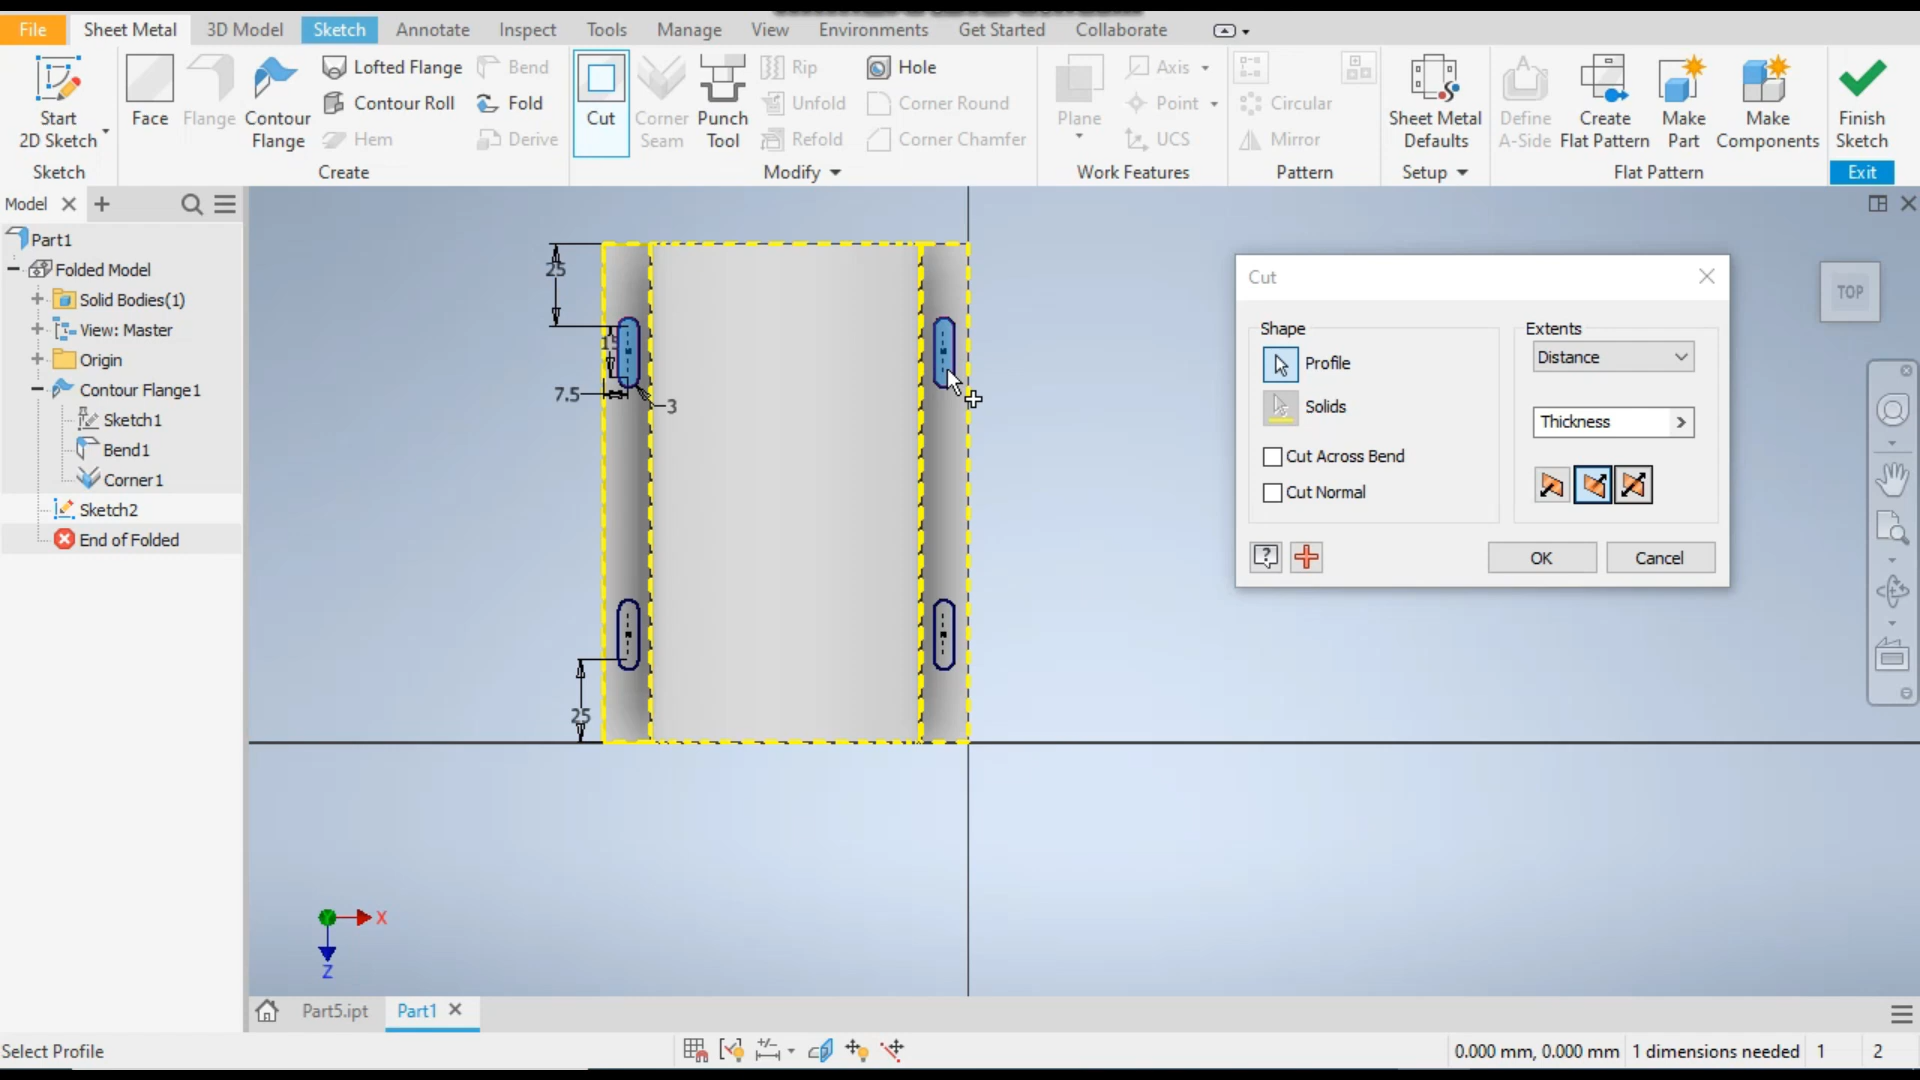 File Sheet Metal 3D Model Sketch Annotate Inspect Tools Manage View Environments Get Started Collaborate
Start 2D Sketch
Face
Flange
Contour Flange
Lofted Flange
Contour Roll
Hem
Bend
Fold
Derive
Cut
Corner Seam
Punch Tool
Rip
Unfold
Refold
Hole
Corner Round
Corner Chamfer
Plane
Axis
Point
UCS
Circular
Mirror
Sheet Metal Defaults
Define A-Side
Create Flat Pattern
Make Part
Make Components
Finish Sketch
Sketch Create Modify Work Features Pattern Setup Flat Pattern Exit
Model
Part1
Folded Model
Solid Bodies(1)
View: Master
Origin
Contour Flange1
Sketch1
Bend1
Corner1
Sketch2
End of Folded
25
15
7.5
3
25
TOP
Cut
Shape
Profile
Solids
Cut Across Bend
Cut Normal
Extents
Distance
Thickness
OK Cancel
X
Z
Part5.ipt Part1
Select Profile
0.000 mm, 0.000 mm 1 dimensions needed 1 2